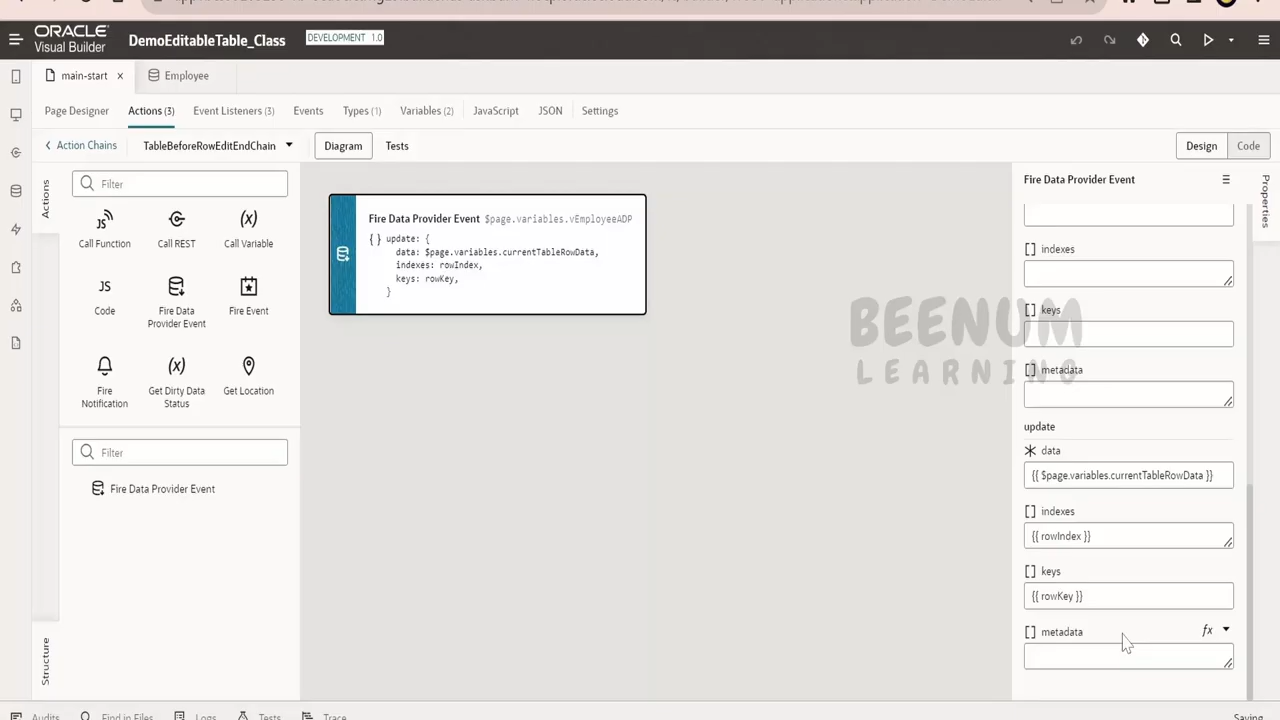 ORACLE
Visual Builder
DemoEditableTable_Class
DEVELOPMENT 1.0
main-start
Employee
Page Designer
Actions (3)
Event Listeners (3)
Events
Types (1)
Variables (2)
JavaScript
JSON
Settings
Action Chains
TableBeforeRowEditEndChain
Diagram
Tests
Design
Code
Actions
Filter
Call Function
Call REST
Call Variable
Code
Fire Data
Provider Event
Fire Event
Fire
Notification
Get Dirty Data
Status
Get Location
Filter
Fire Data Provider Event
Structure
Fire Data Provider Event $page.variables.vEmployeeADP
{ } update: {
data: $page.variables.currentTableRowData,
indexes: rowIndex,
keys: rowKey,
}
BEENUM
LEARNING
Fire Data Provider Event
Properties
indexes
keys
metadata
update
data
{{ $page.variables.currentTableRowData }}
indexes
{{ rowIndex }}
keys
{{ rowKey }}
metadata
fx
Audits
Find in Files
Logs
Tests
Trace
Saving